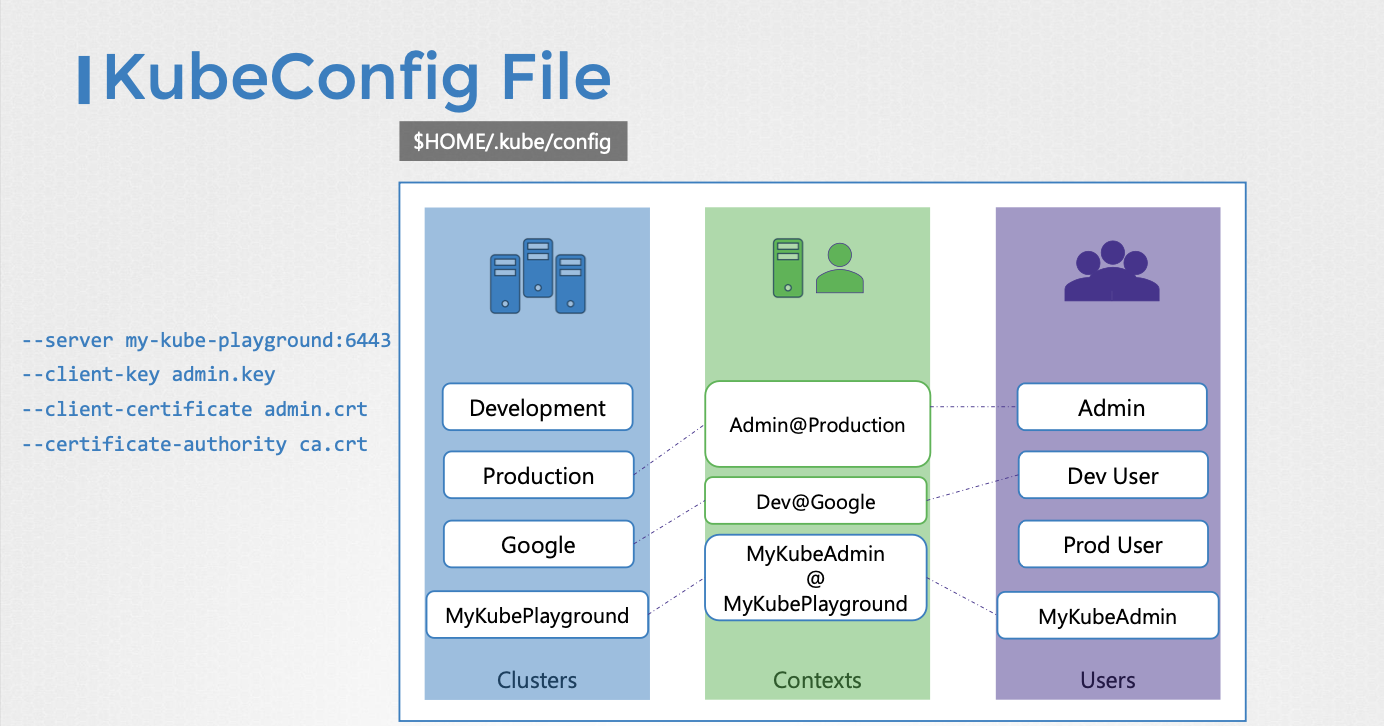 KubeConfig File
$HOME/.kube/config
--server my-kube-playground:6443
--client-key admin.key
--client-certificate admin.crt
--certificate-authority ca.crt
Development
Production
Google
MyKubePlayground
Clusters
Admin@Production
Dev@Google
MyKubeAdmin
@
MyKubePlayground
Contexts
Admin
Dev User
Prod User
MyKubeAdmin
Users